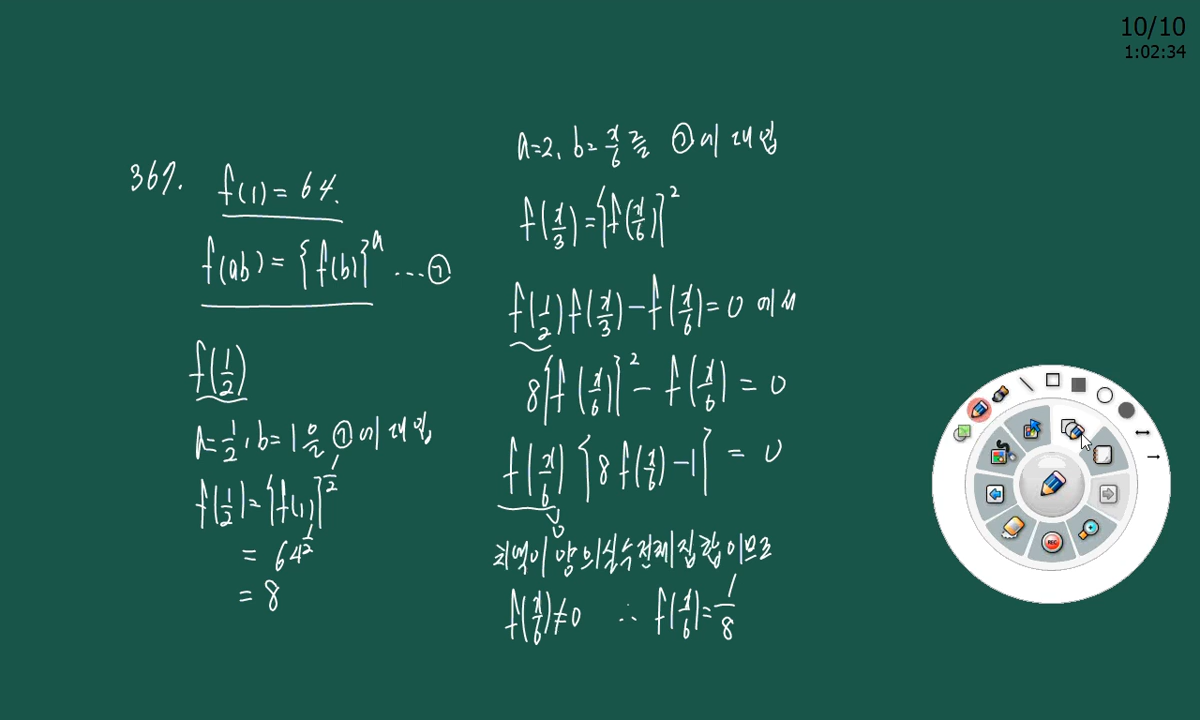 10/10
1:02:34
367.
f(1) = 64.
f(ab) = {f(b)}^a ... ㉠
f(1/2)
a=1/2, b=1을 ㉠에 대입
f(1/2) = {f(1)}^1/2
= 64^1/2
= 8
a=2, b=x/6를 ㉠에 대입
f(x/3) = {f(x/6)}^2
f(1/2)f(x/3) - f(x/6) = 0 에서
8{f(x/6)}^2 - f(x/6) = 0
f(x/6) {8f(x/6) - 1} = 0
∨
0
치역이 양의 실수 전체 집합이므로
f(x/6) ≠ 0 ∴ f(x/6) = 1/8
REC